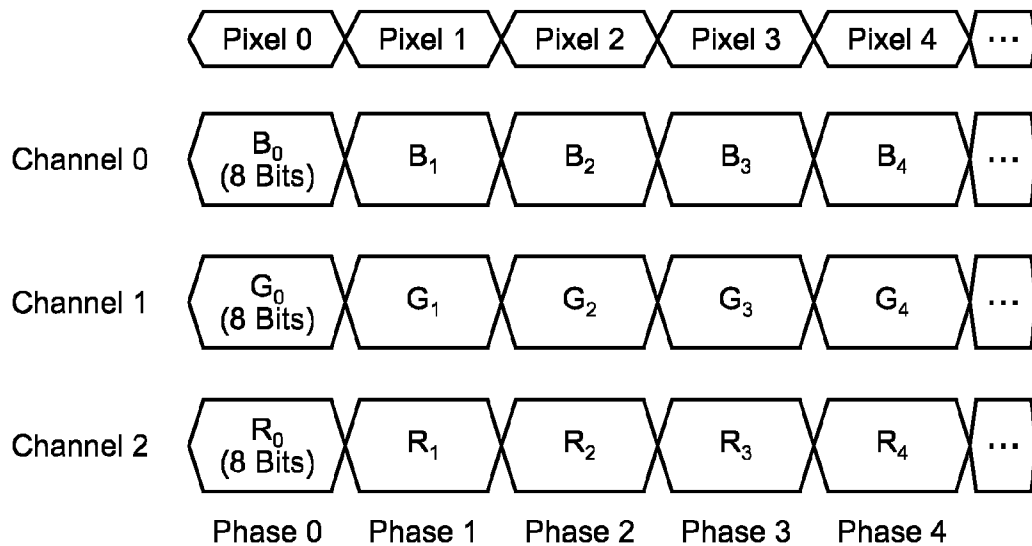 Pixel 0 Pixel 1 Pixel 2 Pixel 3 Pixel 4 ...
Channel 0 B₀ (8 Bits) B₁ B₂ B₃ B₄ ...
Channel 1 G₀ (8 Bits) G₁ G₂ G₃ G₄ ...
Channel 2 R₀ (8 Bits) R₁ R₂ R₃ R₄ ...
Phase 0 Phase 1 Phase 2 Phase 3 Phase 4